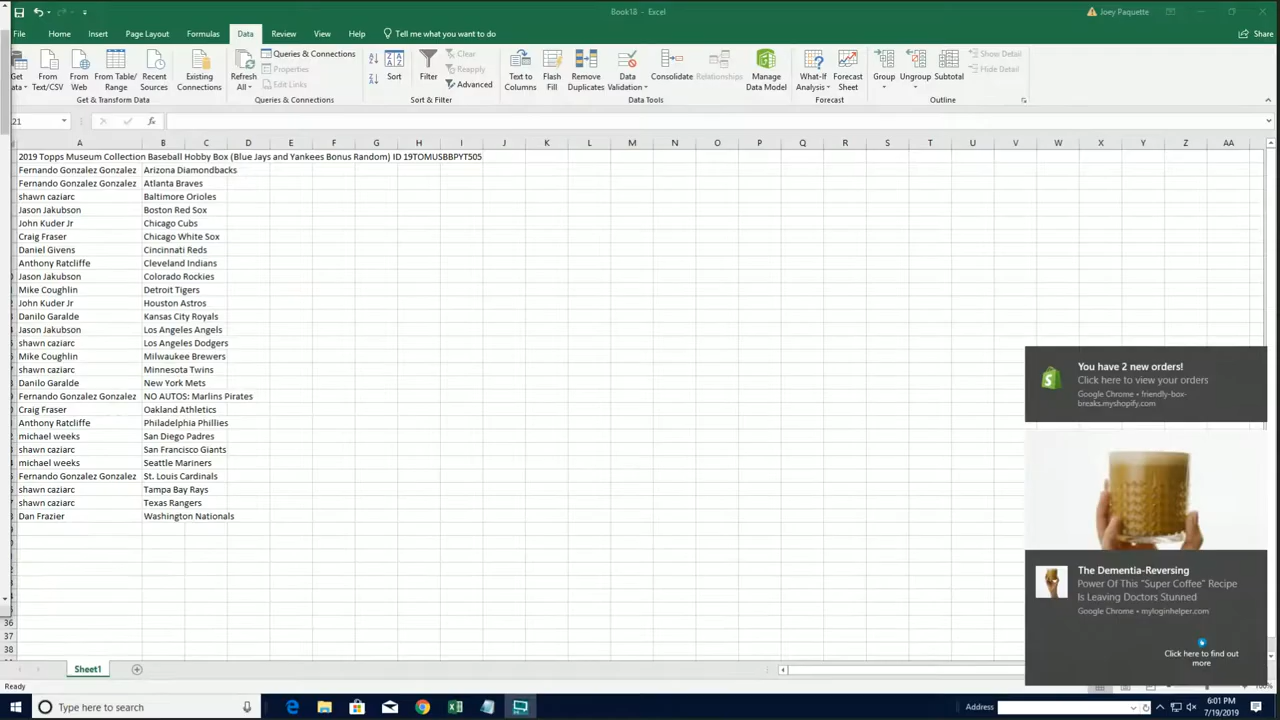 Book18 - Excel
Joey Paquette
File Home Insert Page Layout Formulas Data Review View Help Tell me what you want to do
Share
Get Data From Text/CSV From Web From Table/Range Recent Sources Existing Connections
Refresh All Queries & Connections Properties Edit Links
Sort Filter Clear Reapply Advanced
Text to Columns Flash Fill Remove Duplicates Data Validation Consolidate Relationships Manage Data Model
What-If Analysis Forecast Sheet Group Ungroup Subtotal Show Detail Hide Detail
Get & Transform Data Queries & Connections Sort & Filter Data Tools Forecast Outline
21
A B C D E F G H I J K L M N O P Q R S T U V W X Y Z AA
2019 Topps Museum Collection Baseball Hobby Box (Blue Jays and Yankees Bonus Random) ID 19TOMUSBBPYT505
Fernando Gonzalez Gonzalez Arizona Diamondbacks
Fernando Gonzalez Gonzalez Atlanta Braves
shawn caziarc Baltimore Orioles
Jason Jakubson Boston Red Sox
John Kuder Jr Chicago Cubs
Craig Fraser Chicago White Sox
Daniel Givens Cincinnati Reds
Anthony Ratcliffe Cleveland Indians
Jason Jakubson Colorado Rockies
Mike Coughlin Detroit Tigers
John Kuder Jr Houston Astros
Danilo Garalde Kansas City Royals
Jason Jakubson Los Angeles Angels
shawn caziarc Los Angeles Dodgers
Mike Coughlin Milwaukee Brewers
shawn caziarc Minnesota Twins
Danilo Garalde New York Mets
Fernando Gonzalez Gonzalez NO AUTOS: Marlins Pirates
Craig Fraser Oakland Athletics
Anthony Ratcliffe Philadelphia Phillies
michael weeks San Diego Padres
shawn caziarc San Francisco Giants
michael weeks Seattle Mariners
Fernando Gonzalez Gonzalez St. Louis Cardinals
shawn caziarc Tampa Bay Rays
shawn caziarc Texas Rangers
Dan Frazier Washington Nationals
36
37
38
You have 2 new orders!
Click here to view your orders
Google Chrome • friendly-box-
breaks.myshopify.com
The Dementia-Reversing
Power Of This "Super Coffee" Recipe
Is Leaving Doctors Stunned
Google Chrome • myloginhelper.com
Click here to find out
more
Sheet1
Ready
100%
Type here to search
Address
6:01 PM
7/19/2019